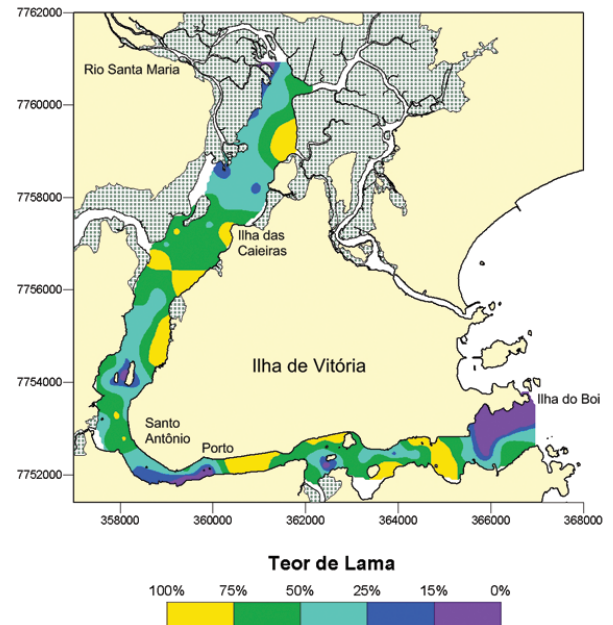 7762000
Rio Santa Maria
7760000
7758000
Ilha das
Caieiras
7756000
Ilha de Vitória
7754000
Ilha do Boi
Santo
Antônio
Porto
7752000
358000 360000 362000 364000 366000 368000
Teor de Lama
100% 75% 50% 25% 15% 0%